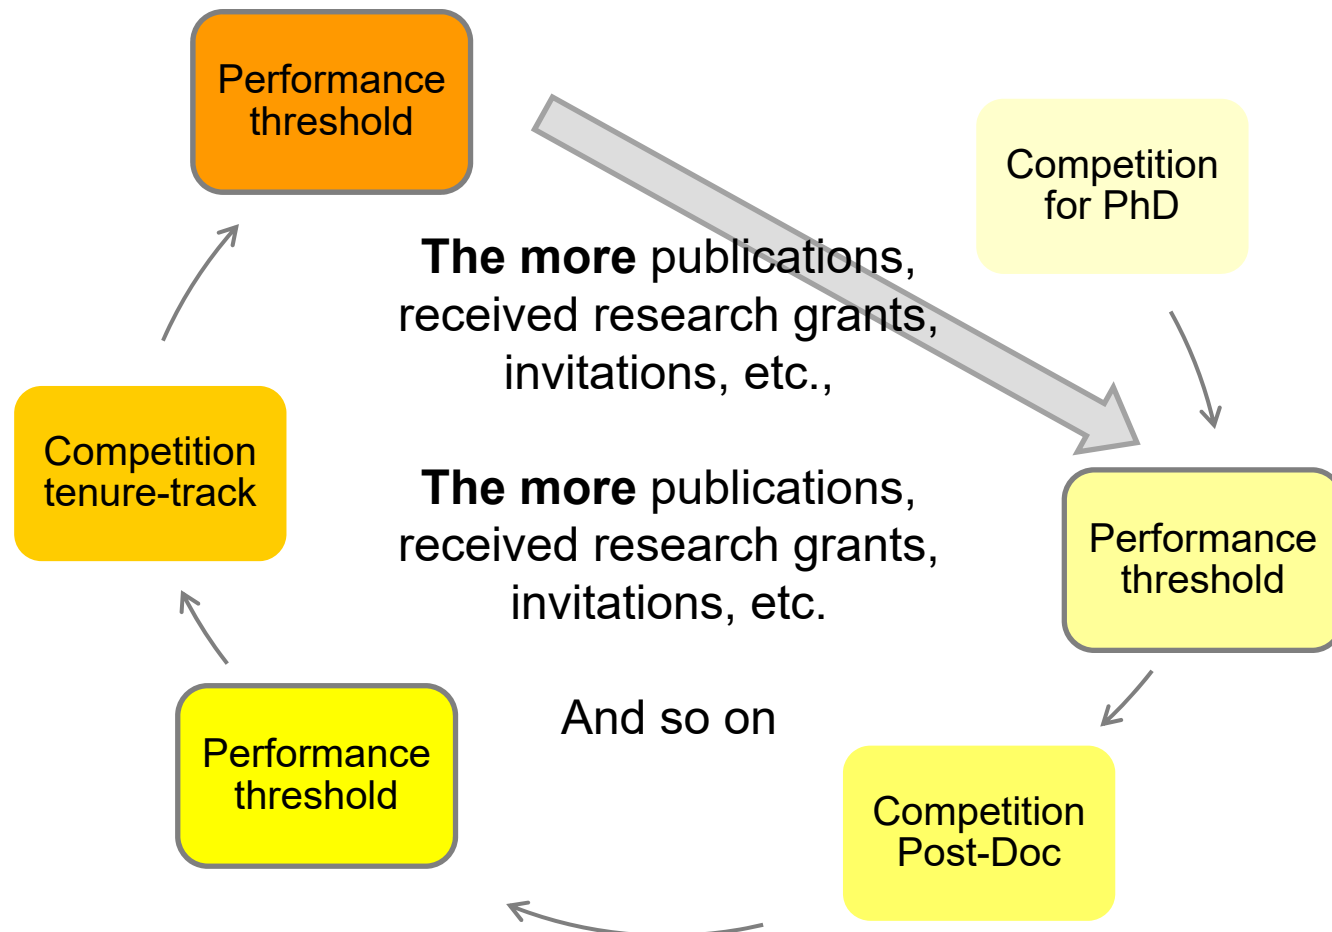 Performance
threshold
Competition
for PhD
The more publications,
received research grants,
invitations, etc.,
Competition
tenure-track
The more publications,
received research grants,
invitations, etc.
Performance
threshold
And so on
Performance
threshold
Competition
Post-Doc